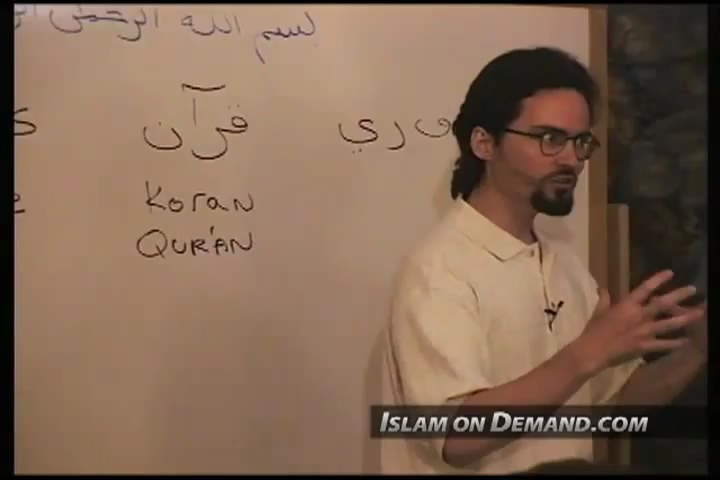 بسم الله الرحمن
قرآن
Koran
QUR'AN
ISLAM ON DEMAND.COM